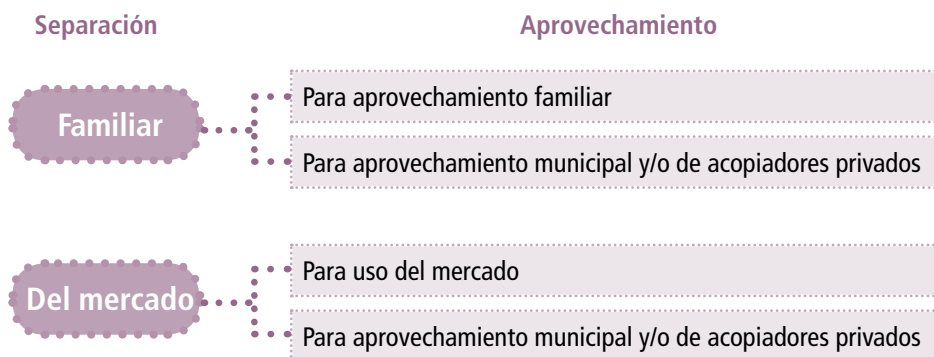 Separación
Aprovechamiento
Familiar
Para aprovechamiento familiar
Para aprovechamiento municipal y/o de acopiadores privados
Del mercado
Para uso del mercado
Para aprovechamiento municipal y/o de acopiadores privados